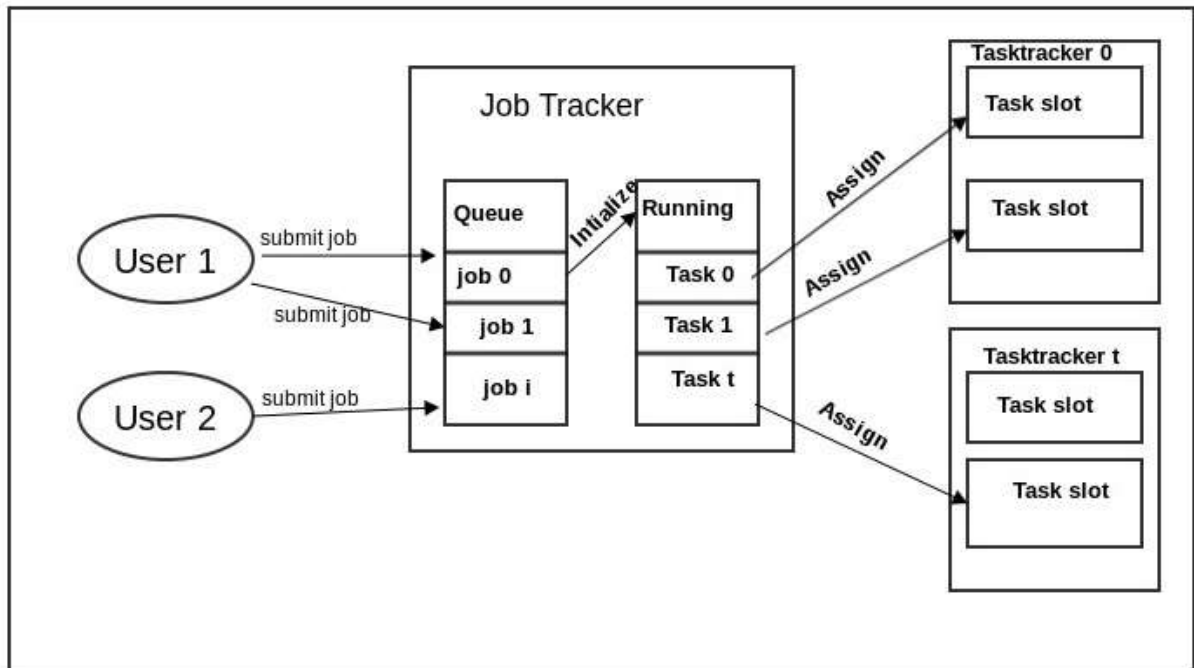 Job Tracker
User 1
User 2
submit job
submit job
submit job
Queue
job 0
job 1
job i
Intialize
Running
Task 0
Task 1
Task t
Assign
Assign
Assign
Tasktracker 0
Task slot
Task slot
Tasktracker t
Task slot
Task slot